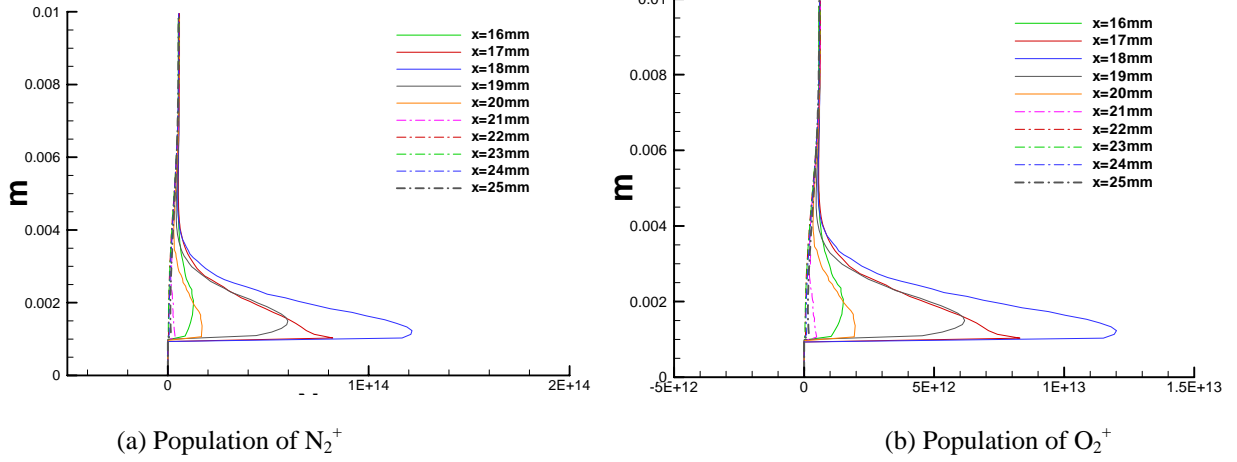 0.01
0.008
0.006
0.004
0.002
0
m
0
1E+14
2E+14
x=16mm
x=17mm
x=18mm
x=19mm
x=20mm
x=21mm
x=22mm
x=23mm
x=24mm
x=25mm
(a) Population of N₂⁺
0.01
0.008
0.006
0.004
0.002
0
m
-5E+12
0
5E+12
1E+13
1.5E+13
x=16mm
x=17mm
x=18mm
x=19mm
x=20mm
x=21mm
x=22mm
x=23mm
x=24mm
x=25mm
(b) Population of O₂⁺